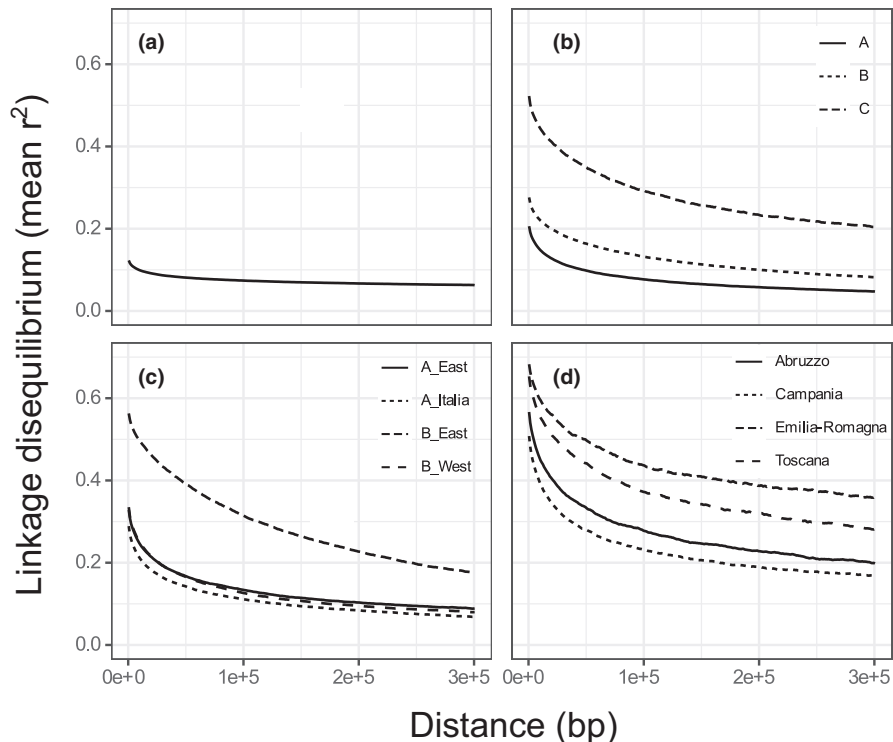 Linkage disequilibrium (mean r²)
(a)
0.6
0.4
0.2
0.0
(b)
A
B
C
(c)
A_East
A_Italia
B_East
B_West
0.6
0.4
0.2
0.0
0e+0
1e+5
2e+5
3e+5
(d)
Abruzzo
Campania
Emilia-Romagna
Toscana
0e+0
1e+5
2e+5
3e+5
Distance (bp)